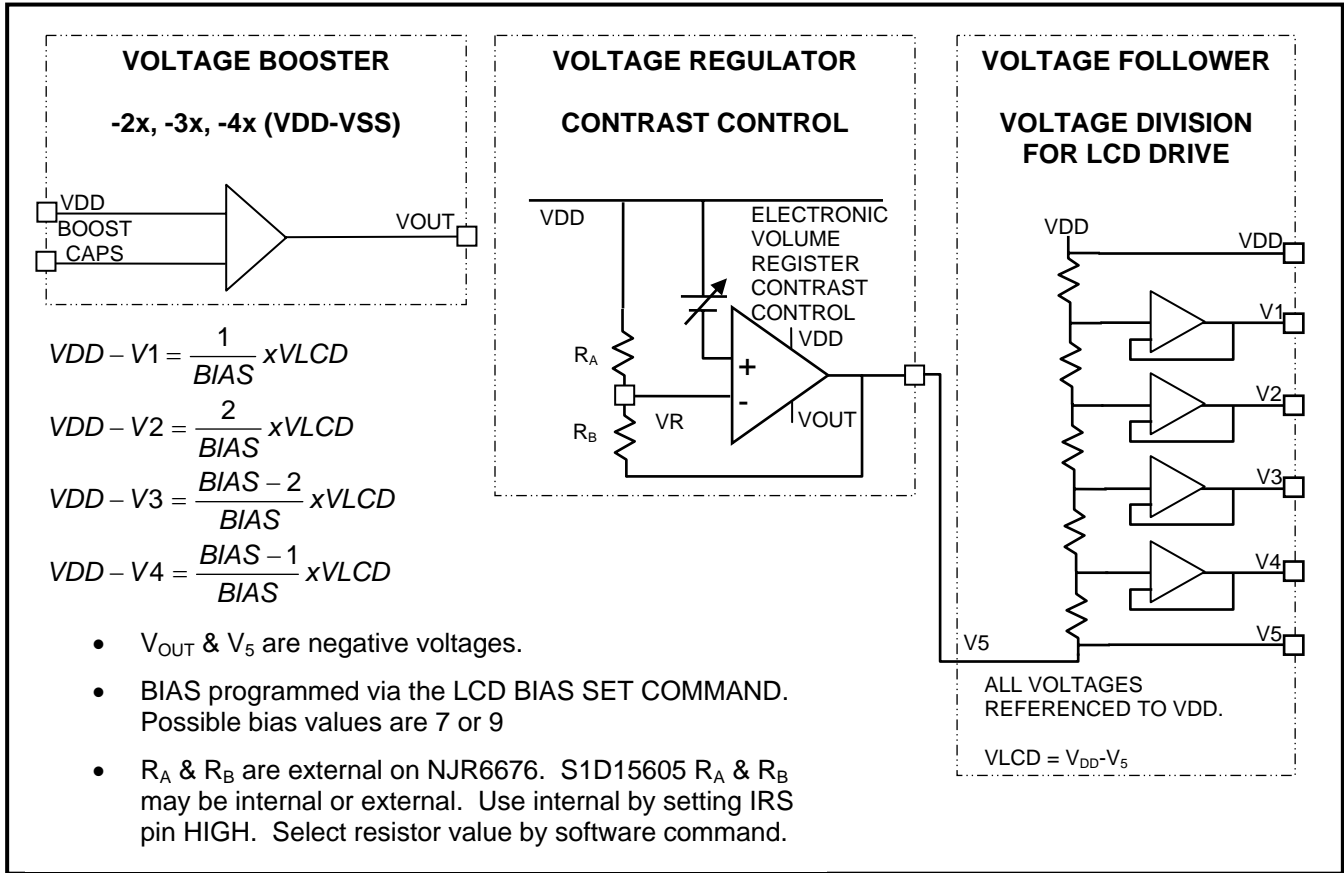 VOLTAGE BOOSTER
-2x, -3x, -4x (VDD-VSS)
VDD
BOOST
CAPS
VOUT
VDD – V1 = 1/BIAS xVLCD
VDD – V2 = 2/BIAS xVLCD
VDD – V3 = BIAS – 2/BIAS xVLCD
VDD – V4 = BIAS – 1/BIAS xVLCD
VOLTAGE REGULATOR
CONTRAST CONTROL
VDD
ELECTRONIC
VOLUME
REGISTER
CONTRAST
CONTROL
VDD
RA
+
-
VR
VOUT
RB
VOLTAGE FOLLOWER
VOLTAGE DIVISION
FOR LCD DRIVE
VDD
VDD
V1
V2
V3
V4
V5
V5
ALL VOLTAGES
REFERENCED TO VDD.
VLCD = VDD-V5
• VOUT & V5 are negative voltages.
• BIAS programmed via the LCD BIAS SET COMMAND.
Possible bias values are 7 or 9
• RA & RB are external on NJR6676. S1D15605 RA & RB
may be internal or external. Use internal by setting IRS
pin HIGH. Select resistor value by software command.